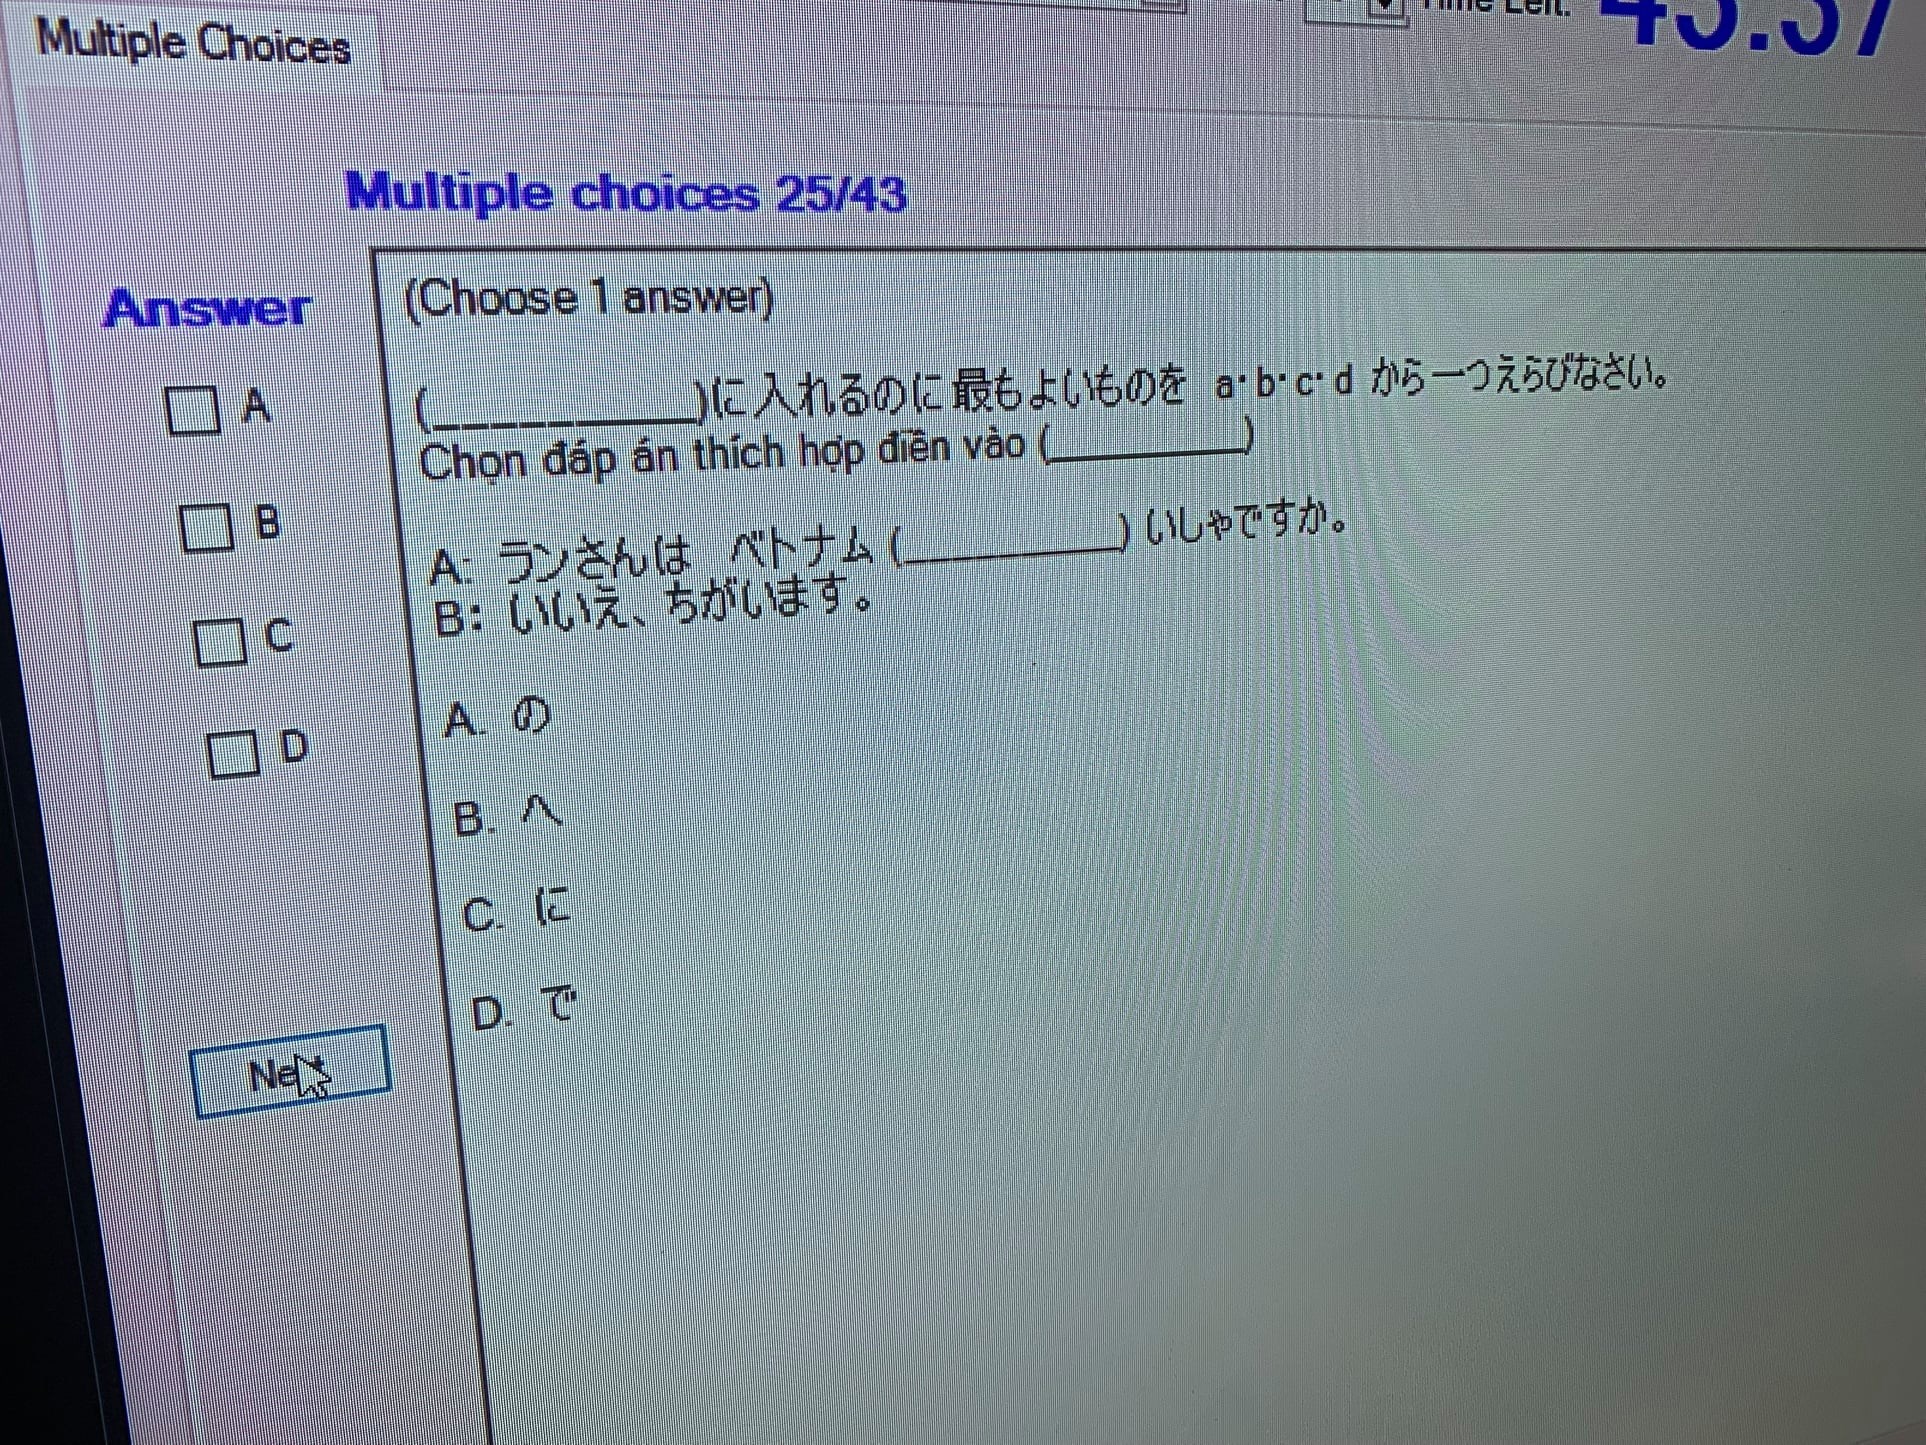 Multiple Choices
Time Left:
Multiple choices 25/43
Answer
(Choose 1 answer)
(__________)に入れるのに最もよいものを a·b·c·d から一つえらびなさい。
Chọn đáp án thích hợp điền vào (________)
A: ランさんは ベトナム (_________) いしゃですか。
B: いいえ、ちがいます。
A. の
B. へ
C. に
D. で
A
B
C
D
Next